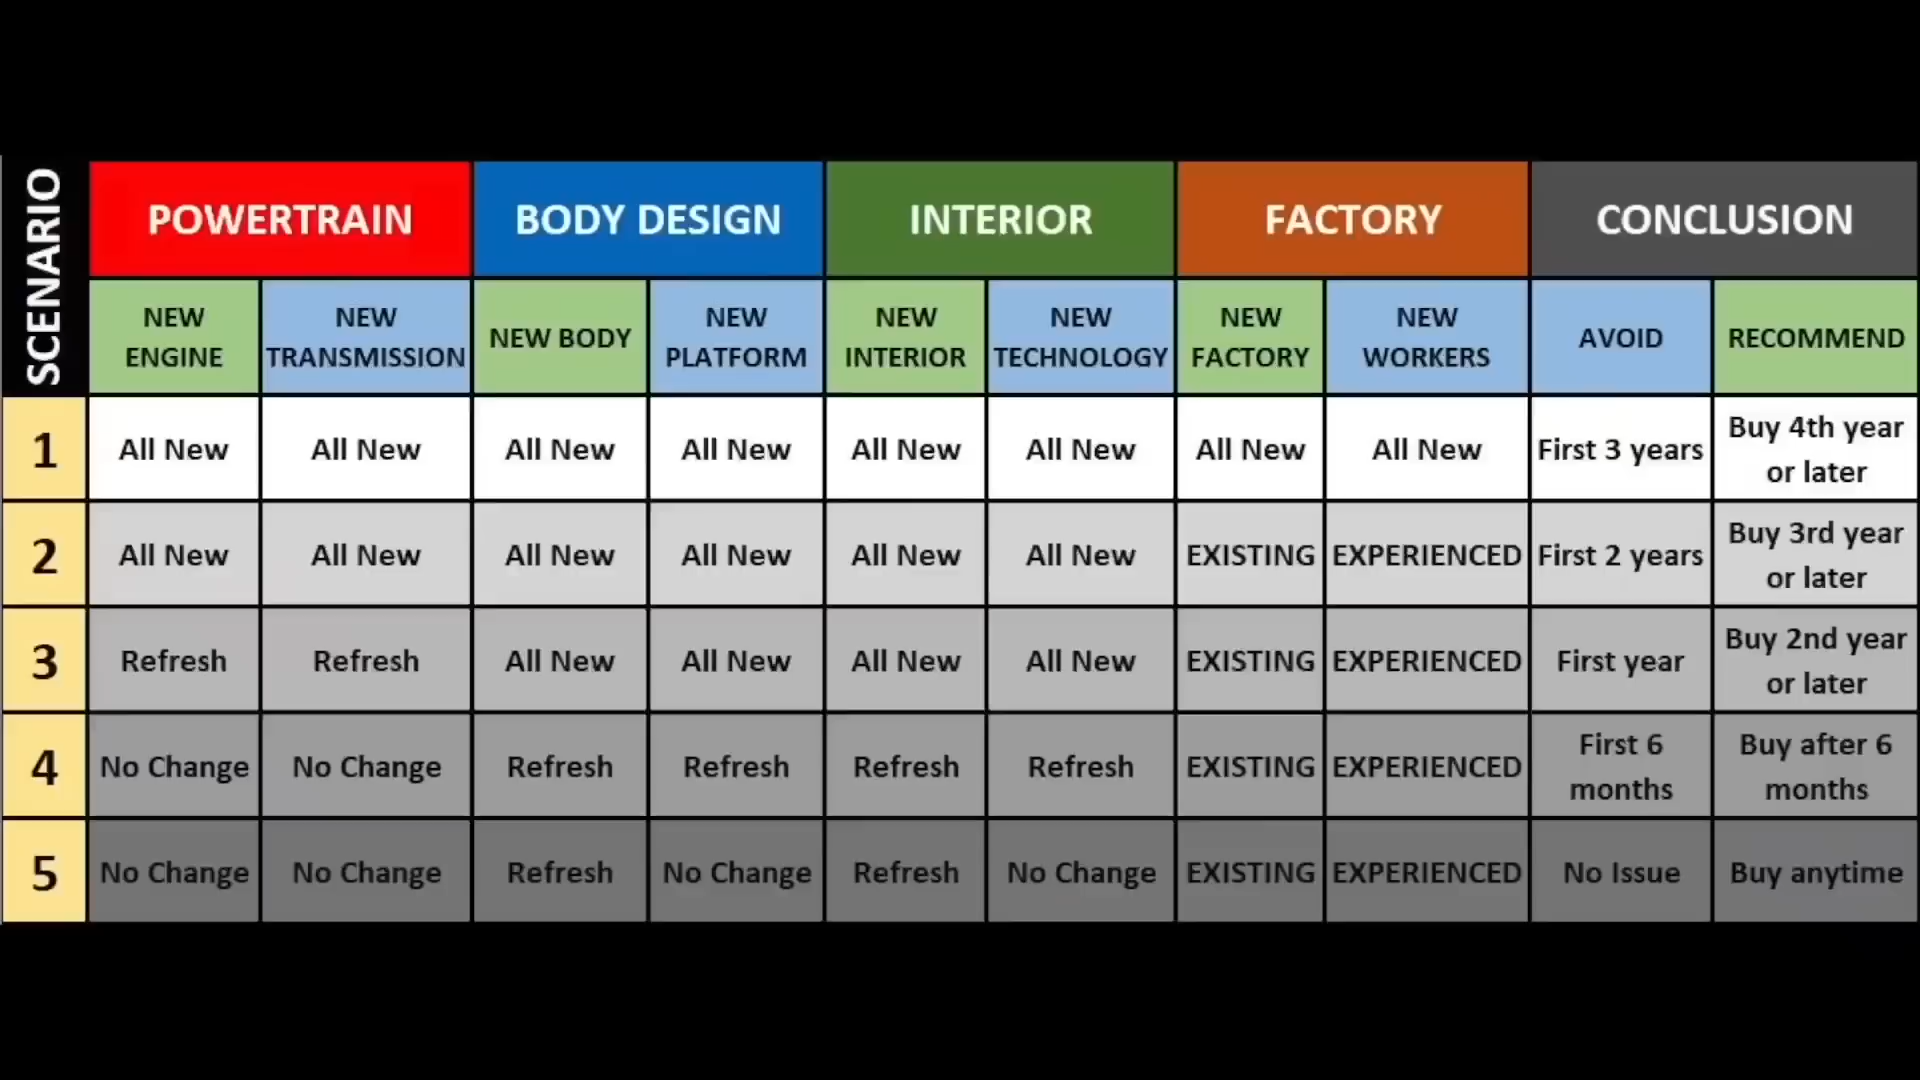 SCENARIO
POWERTRAIN BODY DESIGN INTERIOR FACTORY CONCLUSION
NEW ENGINE NEW TRANSMISSION NEW BODY NEW PLATFORM NEW INTERIOR NEW TECHNOLOGY NEW FACTORY NEW WORKERS AVOID RECOMMEND
1 All New All New All New All New All New All New All New All New First 3 years Buy 4th year or later
2 All New All New All New All New All New All New EXISTING EXPERIENCED First 2 years Buy 3rd year or later
3 Refresh Refresh All New All New All New All New EXISTING EXPERIENCED First year Buy 2nd year or later
4 No Change No Change Refresh Refresh Refresh Refresh EXISTING EXPERIENCED First 6 months Buy after 6 months
5 No Change No Change Refresh No Change Refresh No Change EXISTING EXPERIENCED No Issue Buy anytime